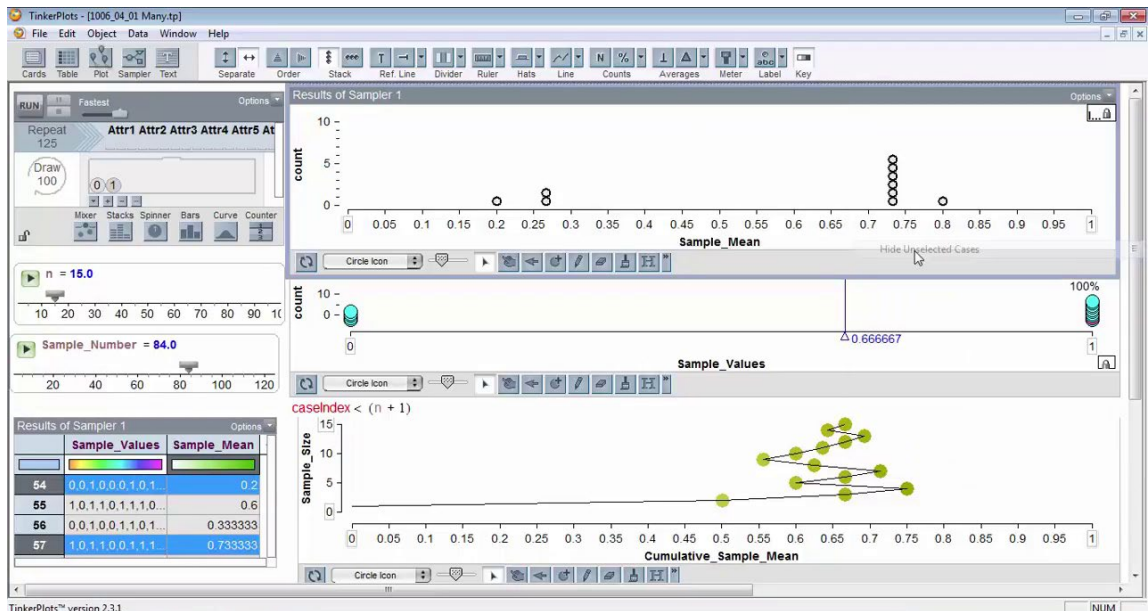 TinkerPlots - [1006_04_01 Many.tp]
File Edit Object Data Window Help
Cards Table Plot Sampler Text Separate Order Stack Ref. Line Divider Ruler Hats Line Counts Averages Meter Label Key
RUN Fastest Options
Repeat 125
Attr1 Attr2 Attr3 Attr4 Attr5 At
Draw 100
0 1
Mixer Stacks Spinner Bars Curve Counter
n = 15.0
10 20 30 40 50 60 70 80 90 10
Sample_Number = 84.0
20 40 60 80 100 120
Results of Sampler 1 Options
Sample_Values Sample_Mean
54 0,0,1,0,0,0,1,0,1... 0.2
55 1,0,1,1,0,1,1,1,0... 0.6
56 0,0,1,0,0,1,1,0,1... 0.333333
57 1,0,1,1,0,0,1,1,1... 0.733333
Results of Sampler 1 Options
I...
count
10
5
0
0 0.05 0.1 0.15 0.2 0.25 0.3 0.35 0.4 0.45 0.5 0.55 0.6 0.65 0.7 0.75 0.8 0.85 0.9 0.95 1
Sample_Mean
Hide Unselected Cases
Circle Icon
count
10
0
100%
0.666667
0 1
Sample_Values
Circle Icon
caseIndex < (n + 1)
Sample_Size
15
10
5
0
0 0.05 0.1 0.15 0.2 0.25 0.3 0.35 0.4 0.45 0.5 0.55 0.6 0.65 0.7 0.75 0.8 0.85 0.9 0.95 1
Cumulative_Sample_Mean
Circle Icon
TinkerPlots™ version 2.3.1
NUM